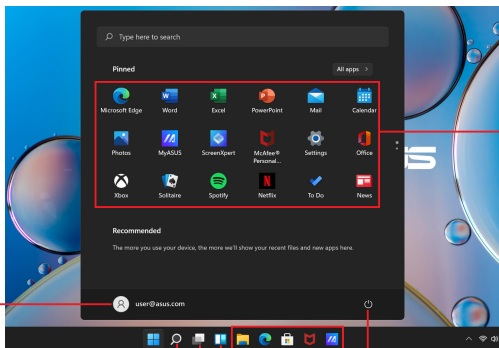 Type here to search
Pinned
All apps >
Microsoft Edge
Word
Excel
PowerPoint
Mail
Calendar
Photos
MyASUS
ScreenXpert
McAfee®
Personal...
Settings
Office
Xbox
Solitaire
Spotify
Netflix
To Do
News
Recommended
The more you use your device, the more we'll show your recent files and new apps here.
user@asus.com